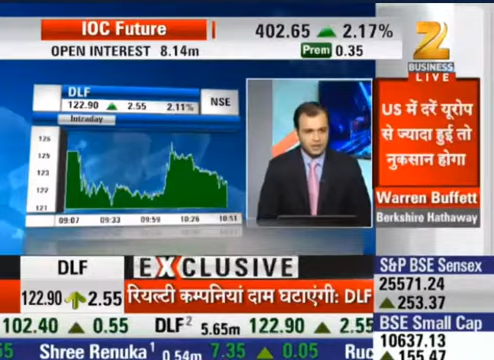 IOC Future
402.65 2.17%
OPEN INTEREST 8.14m
Prem 0.35
Z
BUSINESS
LIVE
DLF
122.90 2.55 2.11%
NSE
Intraday
126
125
123
122
121
09:07 09:33 09:59 10:26 10:51
US में दरें यूरोप
से ज्यादा हुई तो
नुकसान होगा
Warren Buffett
Berkshire Hathaway
DLF
122.90 2.55
EXCLUSIVE
रियल्टी कम्पनियां दाम घटाएंगी: DLF
S&P BSE Sensex
25571.24
253.37
102.40 0.55 DLF² 5.65m 122.90 2.55
BSE Small Cap
10637.13
155.47
Shree Renuka¹ 0.54m 7.35 0.05